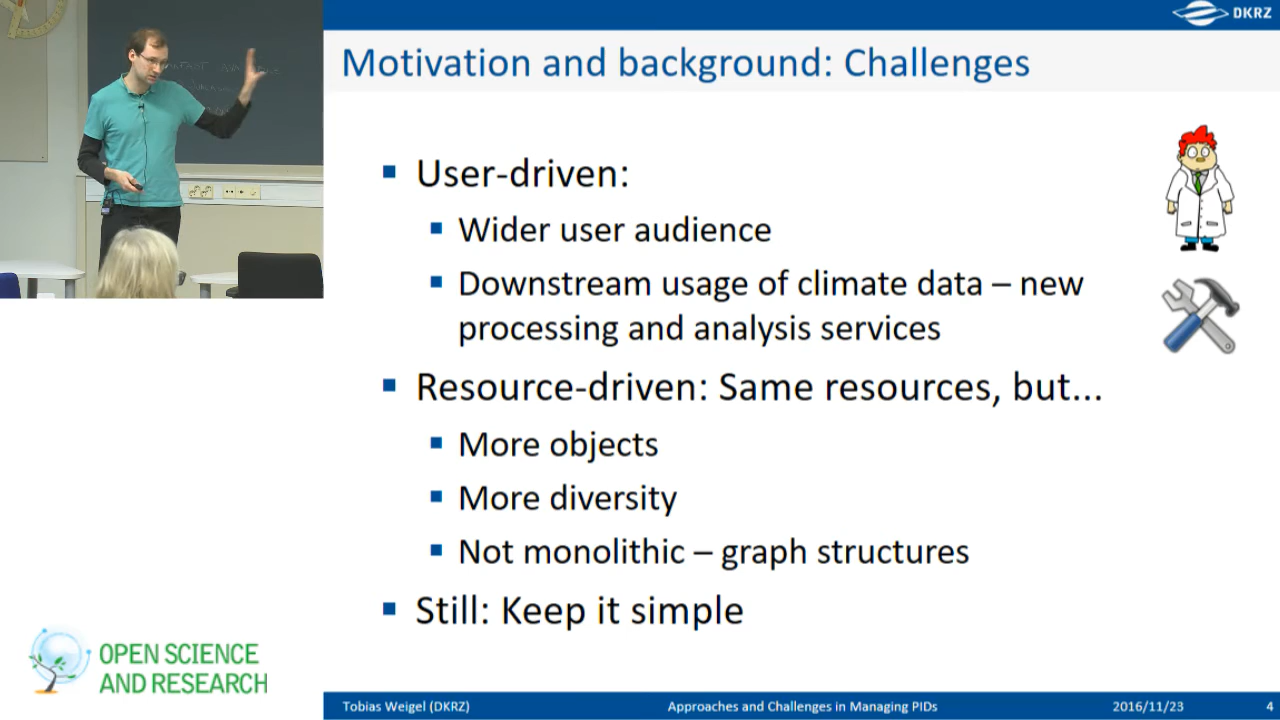 DKRZ
Motivation and background: Challenges
▪ User-driven:
▪ Wider user audience
▪ Downstream usage of climate data – new
processing and analysis services
▪ Resource-driven: Same resources, but...
▪ More objects
▪ More diversity
▪ Not monolithic – graph structures
▪ Still: Keep it simple
OPEN SCIENCE
AND RESEARCH
Tobias Weigel (DKRZ)
Approaches and Challenges in Managing PIDs
2016/11/23
4